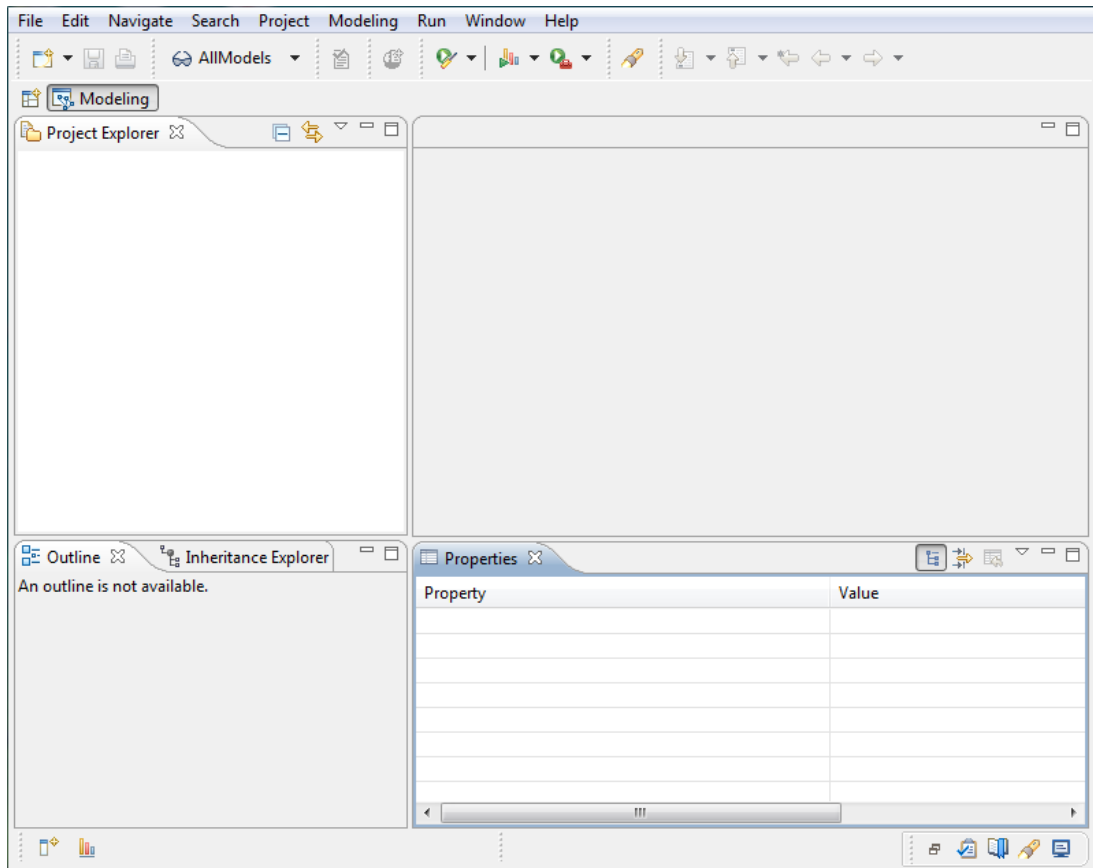 File Edit Navigate Search Project Modeling Run Window Help
AllModels
Modeling
Project Explorer
Outline Inheritance Explorer
An outline is not available.
Properties
Property Value